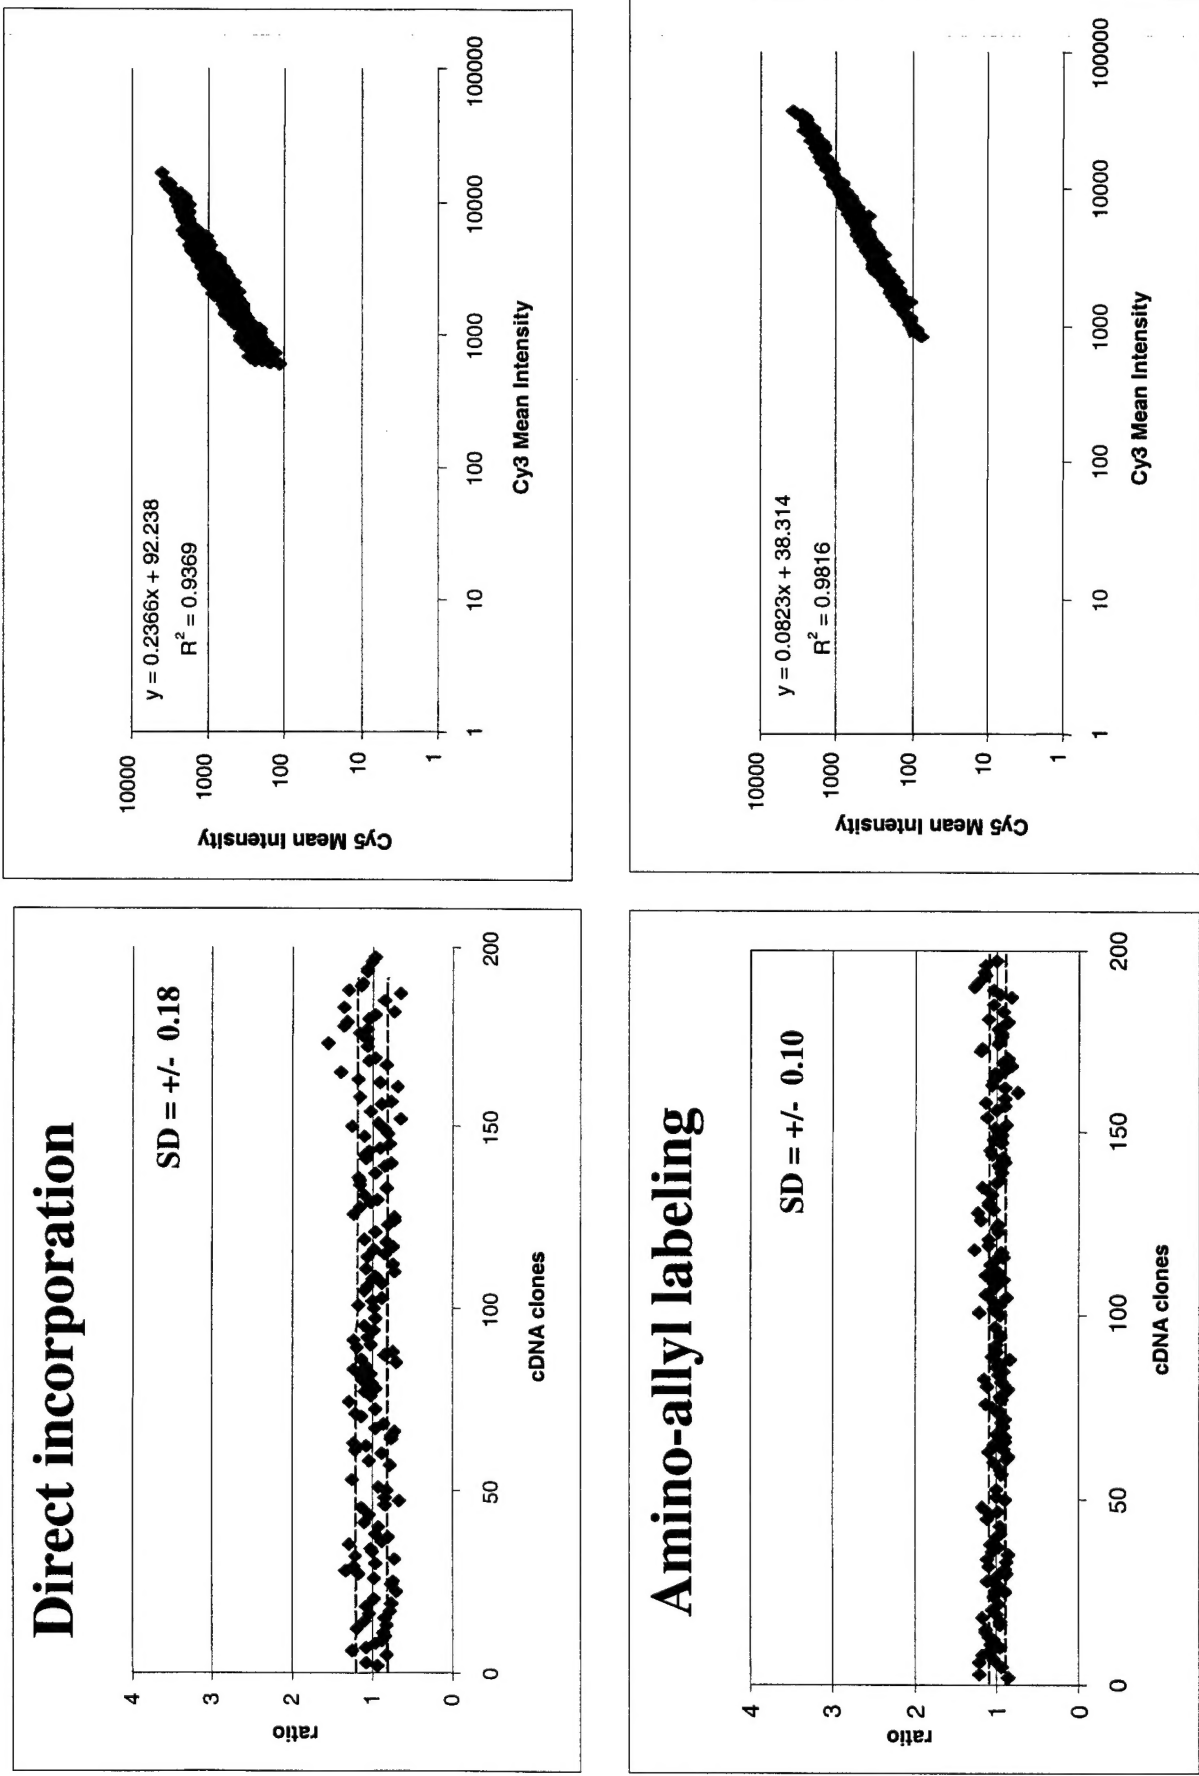 Direct incorporation
SD = +/- 0.18
4
3
2
1
0
ratio
0
50
100
150
200
cDNA clones
y = 0.2366x + 92.238
R² = 0.9369
10000
1000
100
10
1
Cy5 Mean Intensity
1
10
100
1000
10000
100000
Cy3 Mean Intensity
Amino-allyl labeling
SD = +/- 0.10
4
3
2
1
0
ratio
0
50
100
150
200
cDNA clones
y = 0.0823x + 38.314
R² = 0.9816
10000
1000
100
10
1
Cy5 Mean Intensity
1
10
100
1000
10000
100000
Cy3 Mean Intensity